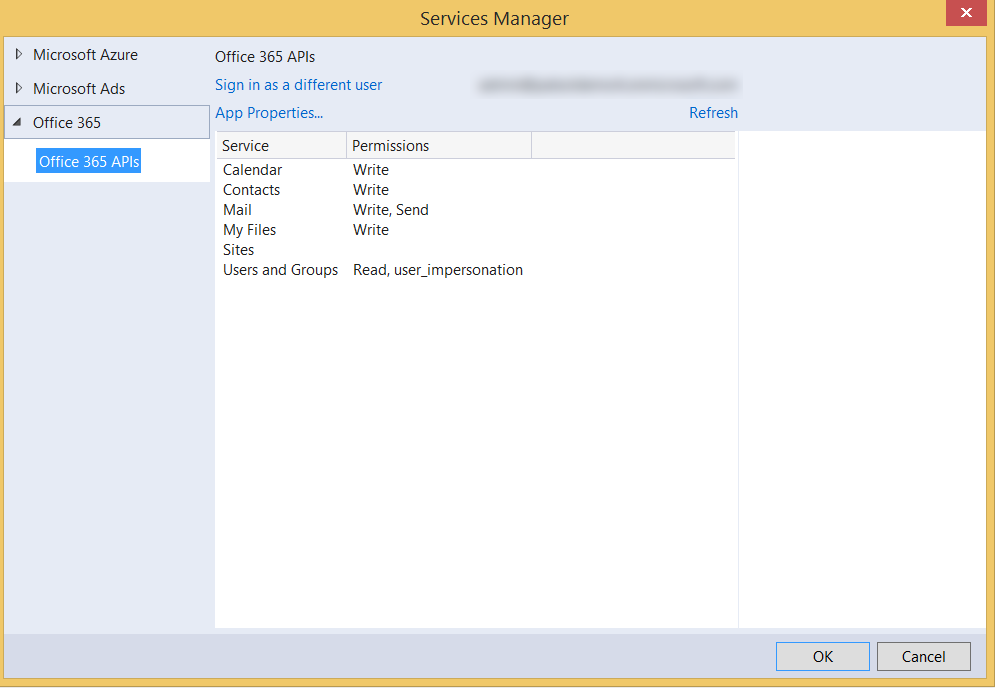 Services Manager
Microsoft Azure
Microsoft Ads
Office 365
Office 365 APIs
Office 365 APIs
Sign in as a different user
App Properties...
Refresh
Service Permissions
Calendar Write
Contacts Write
Mail Write, Send
My Files Write
Sites
Users and Groups Read, user_impersonation
OK Cancel